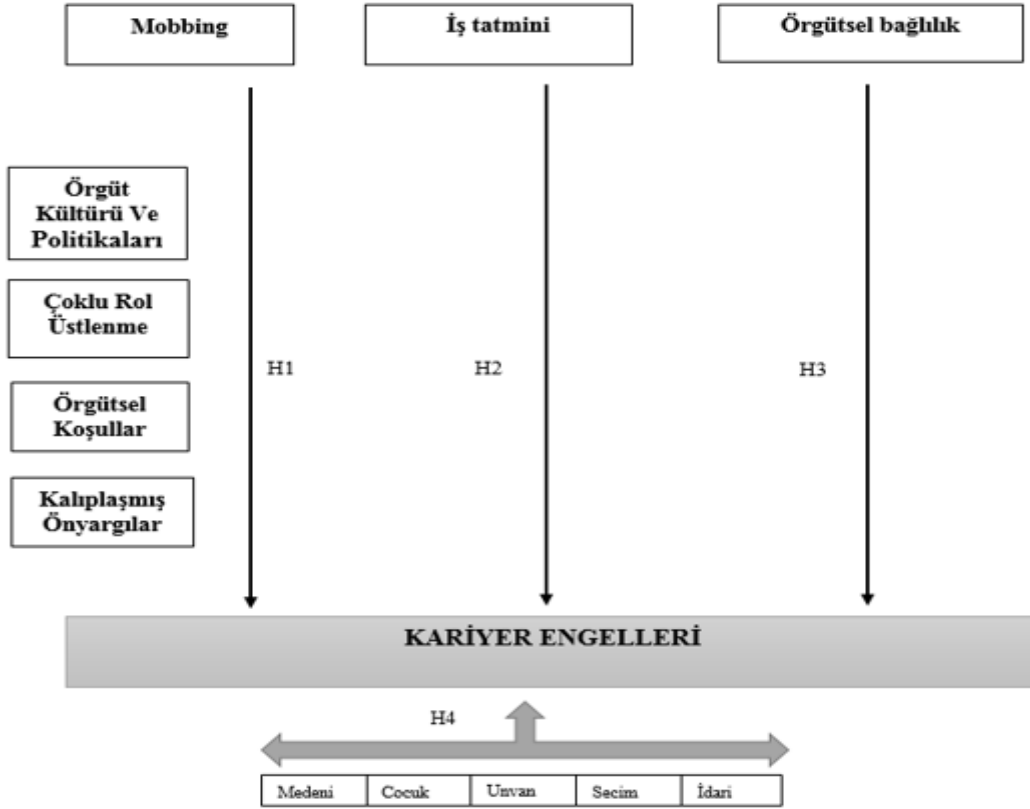 Mobbing
İş tatmini
Örgütsel bağlılık
Örgüt
Kültürü Ve
Politikaları
Çoklu Rol
Üstlenme
H1
H2
H3
Örgütsel
Koşullar
Kalıplaşmış
Önyargılar
KARİYER ENGELLERİ
H4
Medeni
Cocuk
Unvan
Secim
İdari